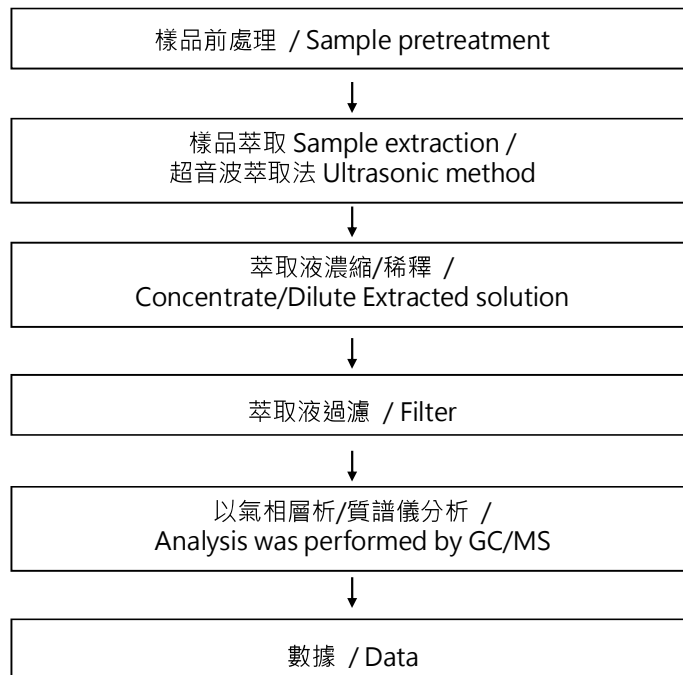 樣品前處理 / Sample pretreatment
樣品萃取 Sample extraction /
超音波萃取法 Ultrasonic method
萃取液濃縮/稀釋 /
Concentrate/Dilute Extracted solution
萃取液過濾 / Filter
以氣相層析/質譜儀分析 /
Analysis was performed by GC/MS
數據 / Data